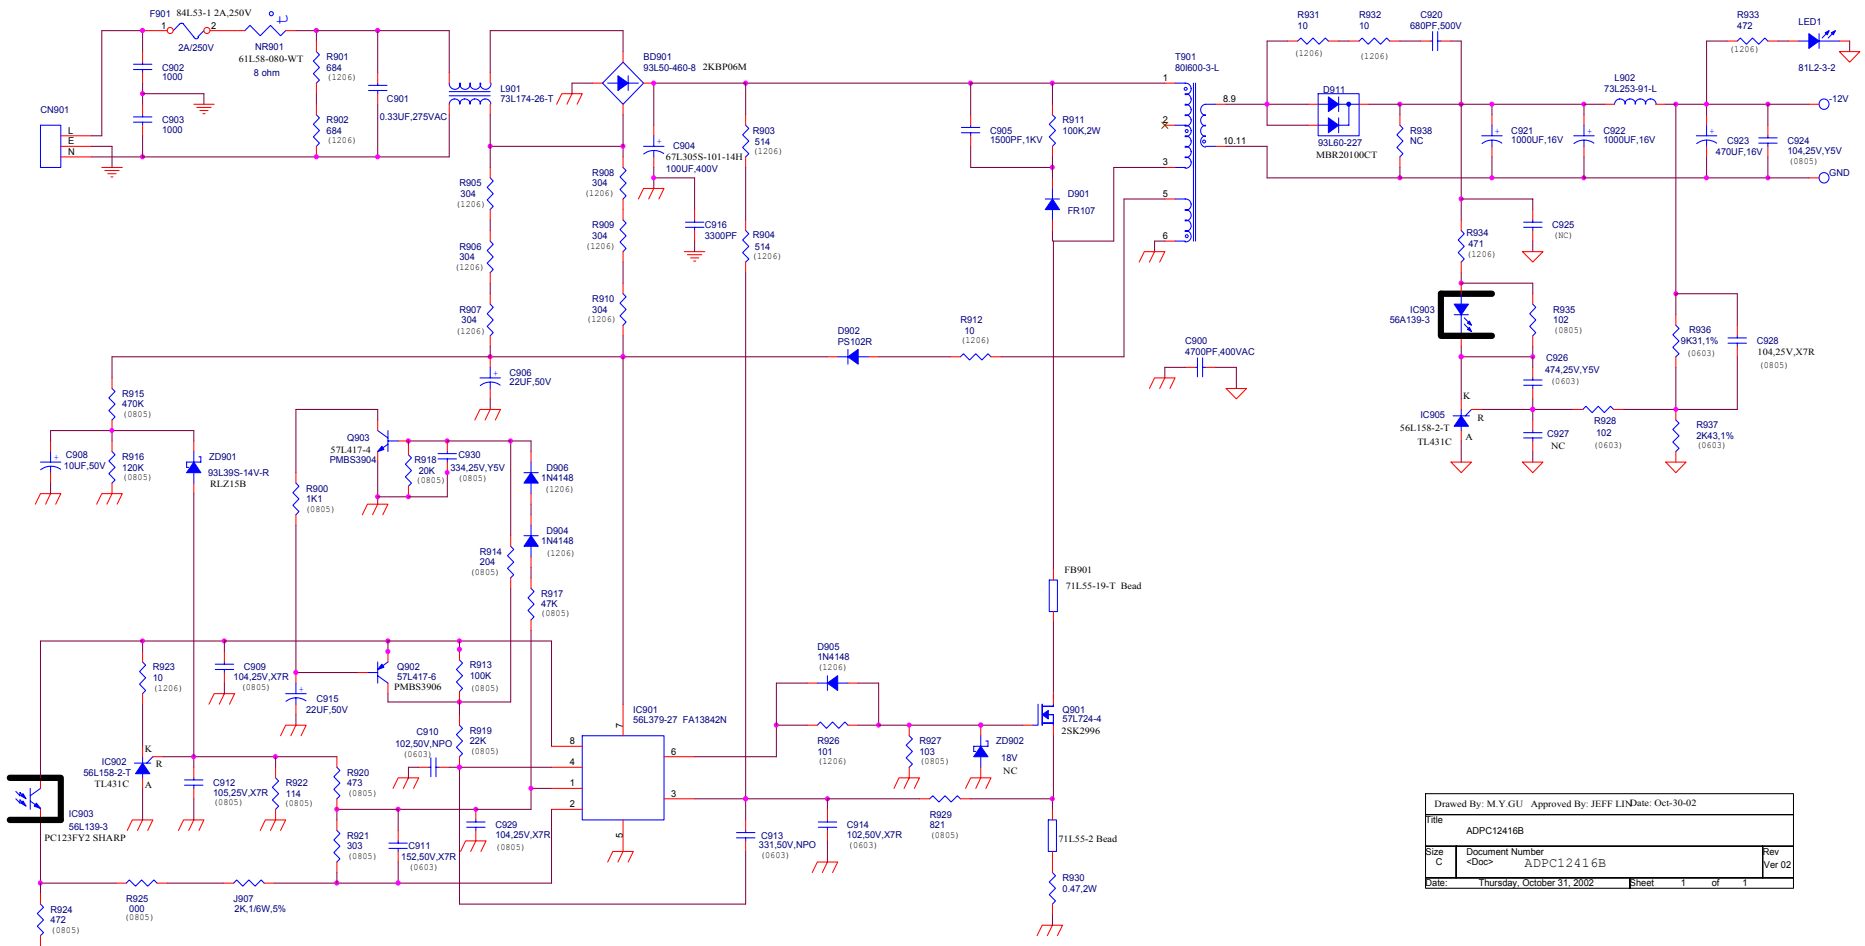 F901
84L53-1 2A,250V
1
2
2A/250V
NR901
61L58-080-WT
8 ohm
C902
1000
C903
1000
CN901
L
E
N
R901
684
(1206)
R902
684
(1206)
C901
0.33UF,275VAC
L901
73L174-26-T
BD901
93L50-460-8 2KBP06M
C904
67L305S-101-14H
100UF,400V
R903
514
(1206)
R904
514
(1206)
C916
3300PF
R905
304
(1206)
R906
304
(1206)
R907
304
(1206)
R908
304
(1206)
R909
304
(1206)
R910
304
(1206)
C905
1500PF,1KV
R911
100K,2W
D901
FR107
T901
80I600-3-L
1
2
3
5
6
8.9
10.11
R931
10
(1206)
R932
10
(1206)
C920
680PF,500V
D911
93L60-227
MBR20100CT
R938
NC
C921
1000UF,16V
C922
1000UF,16V
L902
73L253-91-L
R933
472
(1206)
LED1
81L2-3-2
-12V
C923
470UF,16V
C924
104,25V,Y5V
(0805)
GND
R934
471
(1206)
C925
(NC)
IC903
56A139-3
R935
102
(0805)
C926
474,25V,Y5V
(0603)
R936
9K31,1%
(0603)
C928
104,25V,X7R
(0805)
K
R
A
IC905
56L158-2-T
TL431C
C927
NC
R928
102
(0603)
R937
2K43,1%
(0603)
D902
PS102R
R912
10
(1206)
C900
4700PF,400VAC
C906
22UF,50V
R915
470K
(0805)
C908
10UF,50V
R916
120K
(0805)
ZD901
93L39S-14V-R
RLZ15B
Q903
57L417-4
PMBS3904
R918
20K
(0805)
C930
334,25V,Y5V
(0805)
D906
1N4148
(1206)
D904
1N4148
(1206)
R900
1K1
(0805)
R914
204
(0805)
R917
47K
(0805)
FB901
71L55-19-T Bead
R923
10
(1206)
C909
104,25V,X7R
(0805)
C915
22UF,50V
Q902
57L417-6
PMBS3906
R913
100K
(0805)
R919
22K
(0805)
C910
102,50V,NPO
(0603)
IC901
56L379-27 FA13842N
7
8
4
1
2
6
3
5
D905
1N4148
(1206)
R926
101
(1206)
R927
103
(0805)
ZD902
18V
NC
Q901
57L724-4
2SK2996
K
R
A
IC902
56L158-2-T
TL431C
C912
105,25V,X7R
(0805)
R922
114
(0805)
R920
473
(0805)
R921
303
(0805)
C911
152,50V,X7R
(0603)
C929
104,25V,X7R
(0805)
C913
331,50V,NPO
(0603)
C914
102,50V,X7R
(0603)
R929
821
(0805)
71L55-2 Bead
R930
0.47,2W
IC903
56L139-3
PC123FY2 SHARP
R924
472
(0805)
R925
000
(0805)
J907
2K,1/6W,5%
Drawed By: M.Y.GU Approved By: JEFF LIN Date: Oct-30-02
Title
ADPC12416B
Size
C
Document Number
<Doc> ADPC12416B
Rev
Ver 02
Date: Thursday, October 31, 2002 Sheet 1 of 1